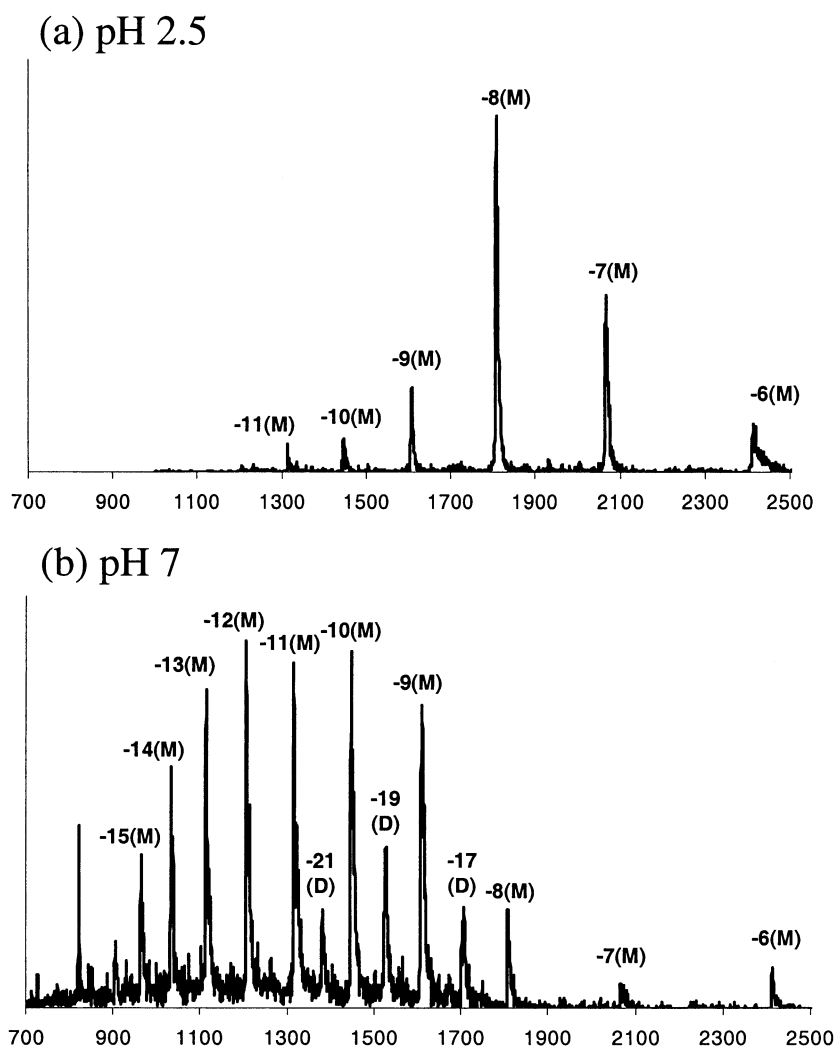 (a) pH 2.5
-8(M)
-7(M)
-9(M)
-6(M)
-10(M)
-11(M)
700 900 1100 1300 1500 1700 1900 2100 2300 2500
(b) pH 7
-12(M)
-10(M)
-11(M)
-13(M)
-9(M)
-14(M)
-19
(D)
-15(M)
-21
(D)
-17
(D)
-8(M)
-7(M)
-6(M)
700 900 1100 1300 1500 1700 1900 2100 2300 2500